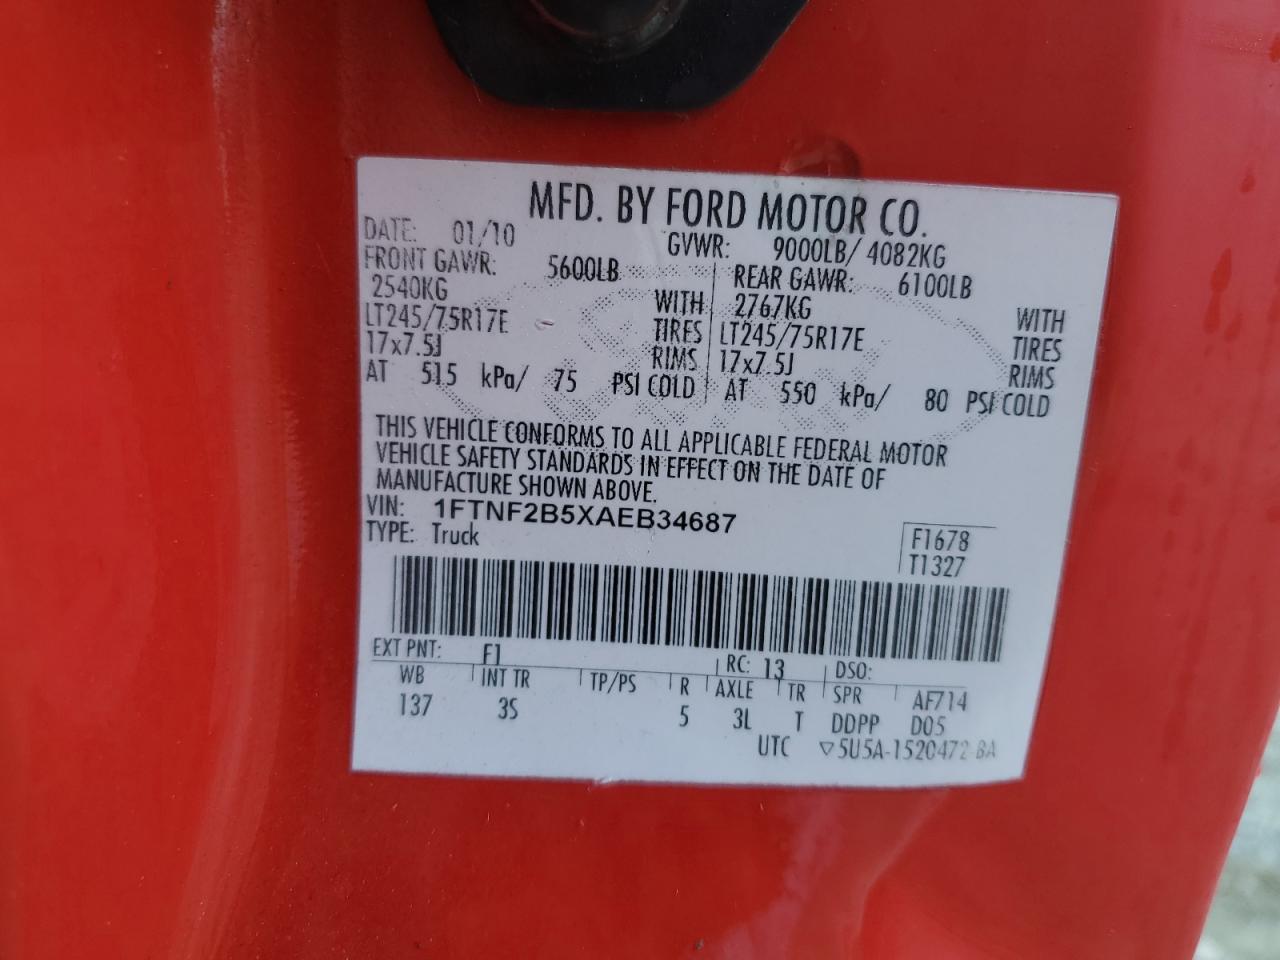 MFD. BY FORD MOTOR CO.
DATE: 01/10 GVWR: 9000LB/ 4082KG
FRONT GAWR: 5600LB REAR GAWR: 6100LB
2540KG WITH 2767KG WITH
LT245/75R17E TIRES LT245/75R17E TIRES
17x7.5J RIMS 17x7.5J RIMS
AT 515 kPa/ 75 PSI COLD AT 550 kPa/ 80 PSI COLD
THIS VEHICLE CONFORMS TO ALL APPLICABLE FEDERAL MOTOR
VEHICLE SAFETY STANDARDS IN EFFECT ON THE DATE OF
MANUFACTURE SHOWN ABOVE.
VIN: 1FTNF2B5XAEB34687
TYPE: Truck
F1678
T1327
EXT PNT: F1 RC: 13 DSO:
WB INT TR TP/PS R AXLE TR SPR AF714
137 3S 5 3L T DDPP D05
UTC ▽5U5A-1520472-BA